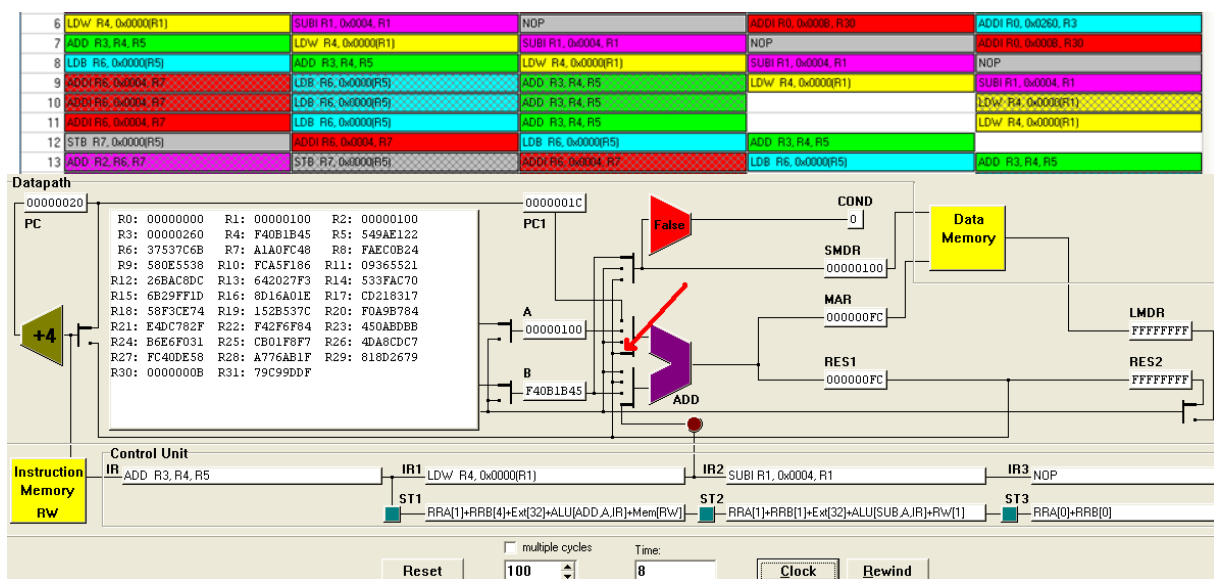 6 LDW R4, 0x0000(R1) SUBI R1, 0x0004, R1 NOP ADDI R0, 0x000B, R30 ADDI R0, 0x0260, R3
7 ADD R3, R4, R5 LDW R4, 0x0000(R1) SUBI R1, 0x0004, R1 NOP ADDI R0, 0x000B, R30
8 LDB R6, 0x0000(R5) ADD R3, R4, R5 LDW R4, 0x0000(R1) SUBI R1, 0x0004, R1 NOP
9 ADDI R6, 0x0004, R7 LDB R6, 0x0000(R5) ADD R3, R4, R5 LDW R4, 0x0000(R1) SUBI R1, 0x0004, R1
10 ADDI R6, 0x0004, R7 LDB R6, 0x0000(R5) ADD R3, R4, R5 LDW R4, 0x0000(R1)
11 ADDI R6, 0x0004, R7 LDB R6, 0x0000(R5) ADD R3, R4, R5 LDW R4, 0x0000(R1)
12 STB R7, 0x0000(R5) ADDI R6, 0x0004, R7 LDB R6, 0x0000(R5) ADD R3, R4, R5
13 ADD R2, R6, R7 STB R7, 0x0000(R5) ADDI R6, 0x0004, R7 LDB R6, 0x0000(R5) ADD R3, R4, R5
Datapath
00000020 0000001C COND
PC PC1 False 0 Data Memory
R0: 00000000 R1: 00000100 R2: 00000100
R3: 00000260 R4: F40B1B45 R5: 549AE122
R6: 37537C6B R7: A1A0FC48 R8: FAEC0B24
R9: 580E5538 R10: FCA5F186 R11: 09365521
R12: 26BAC8DC R13: 642027F3 R14: 533FAC70
R15: 6B29FF1D R16: 8D16A01E R17: CD218317
R18: 58F3CE74 R19: 152B537C R20: F0A9B784
R21: E4DC782F R22: F42F6F84 R23: 450ABDBB
R24: B6E6F031 R25: CB01F8F7 R26: 4DA8CDC7
R27: FC40DE58 R28: A776AB1F R29: 818D2679
R30: 0000000B R31: 79C99DDF
SMDR
00000100
MAR
000000FC
+4
A
00000100
LMDR
FFFFFFFF
RES1 RES2
000000FC FFFFFFFF
B
F40B1B45
ADD
Control Unit
Instruction Memory RW
IR ADD R3, R4, R5 IR1 LDW R4, 0x0000(R1) IR2 SUBI R1, 0x0004, R1 IR3 NOP
ST1 RRA[1]+RRB[4]+Ext[32]+ALU[ADD,A,IR]+Mem[RW] ST2 RRA[1]+RRB[1]+Ext[32]+ALU[SUB,A,IR]+RW[1] ST3 RRA[0]+RRB[0]
multiple cycles Time:
Reset 100 8 Clock Rewind